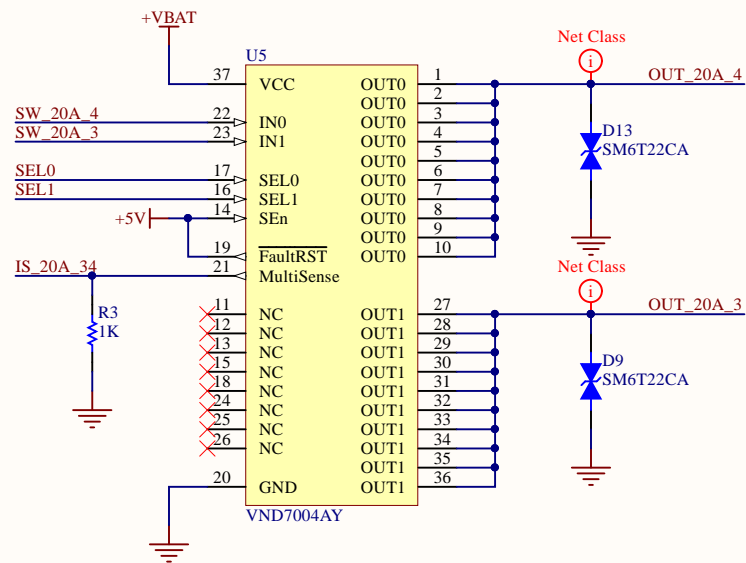 +VBAT
U5
Net Class
i
OUT_20A_4
37 VCC OUT0 1
OUT0 2
SW_20A_4 22 IN0 OUT0 3
SW_20A_3 23 IN1 OUT0 4
D13
SM6T22CA
OUT0 5
SEL0 17 SEL0 OUT0 6
SEL1 16 SEL1 OUT0 7
+5V 14 SEn OUT0 8
OUT0 9
19 FaultRST OUT0 10
IS_20A_34 21 MultiSense
Net Class
i
OUT_20A_3
R3
1K
11 NC OUT1 27
12 NC OUT1 28
13 NC OUT1 29
15 NC OUT1 30
18 NC OUT1 31
24 NC OUT1 32
25 NC OUT1 33
26 NC OUT1 34
D9
SM6T22CA
OUT1 35
20 GND OUT1 36
VND7004AY